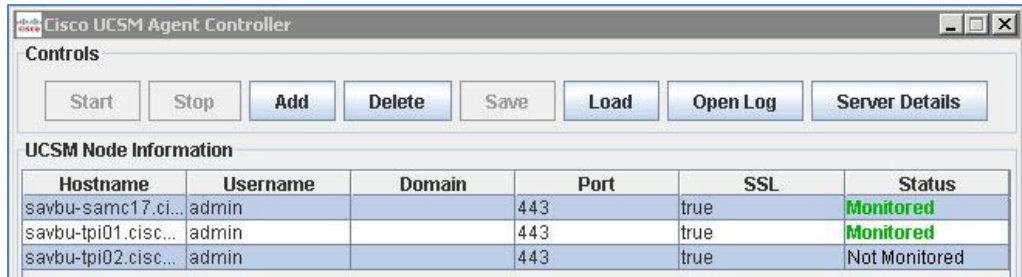 CISCO Cisco UCSM Agent Controller
Controls
Start Stop Add Delete Save Load Open Log Server Details
UCSM Node Information
Hostname Username Domain Port SSL Status
savbu-samc17.ci... admin 443 true Monitored
savbu-tpi01.cisc... admin 443 true Monitored
savbu-tpi02.cisc... admin 443 true Not Monitored